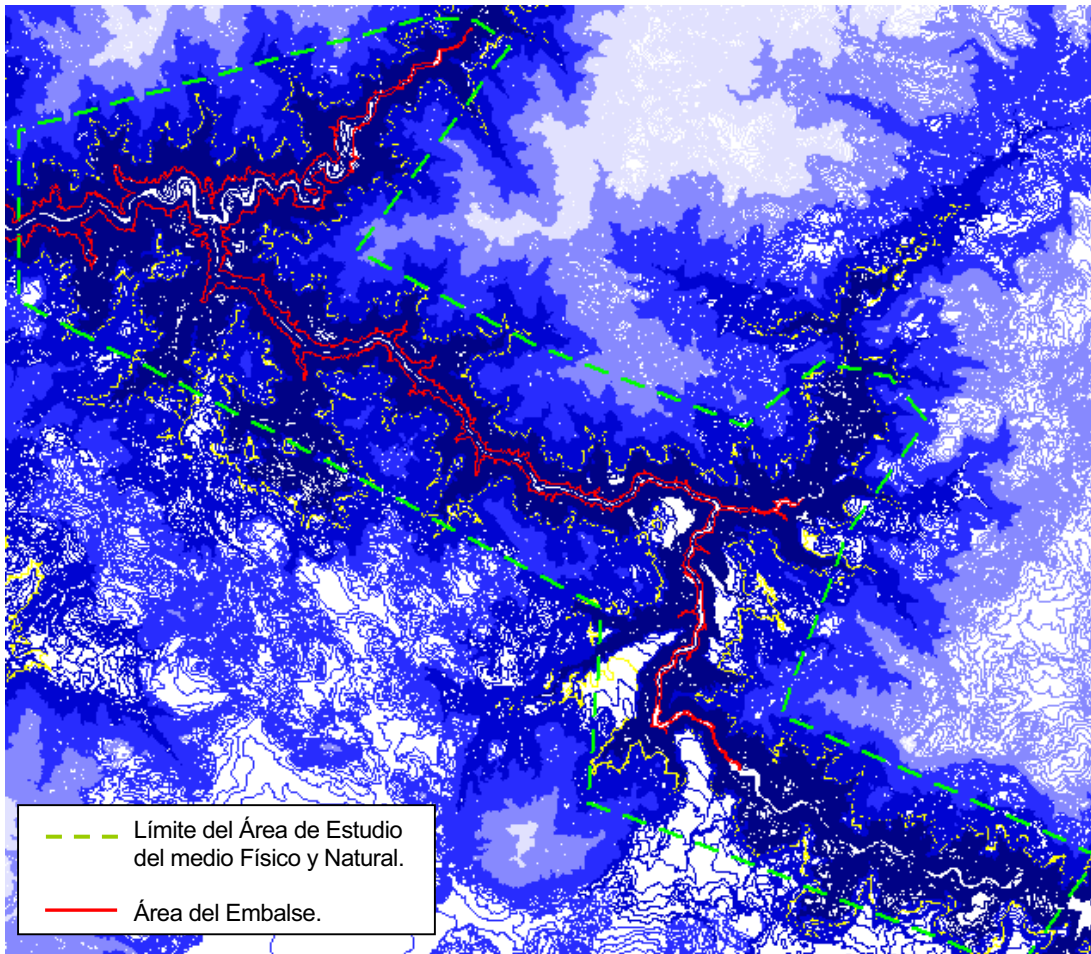 Límite del Área de Estudio
del medio Físico y Natural.
Área del Embalse.